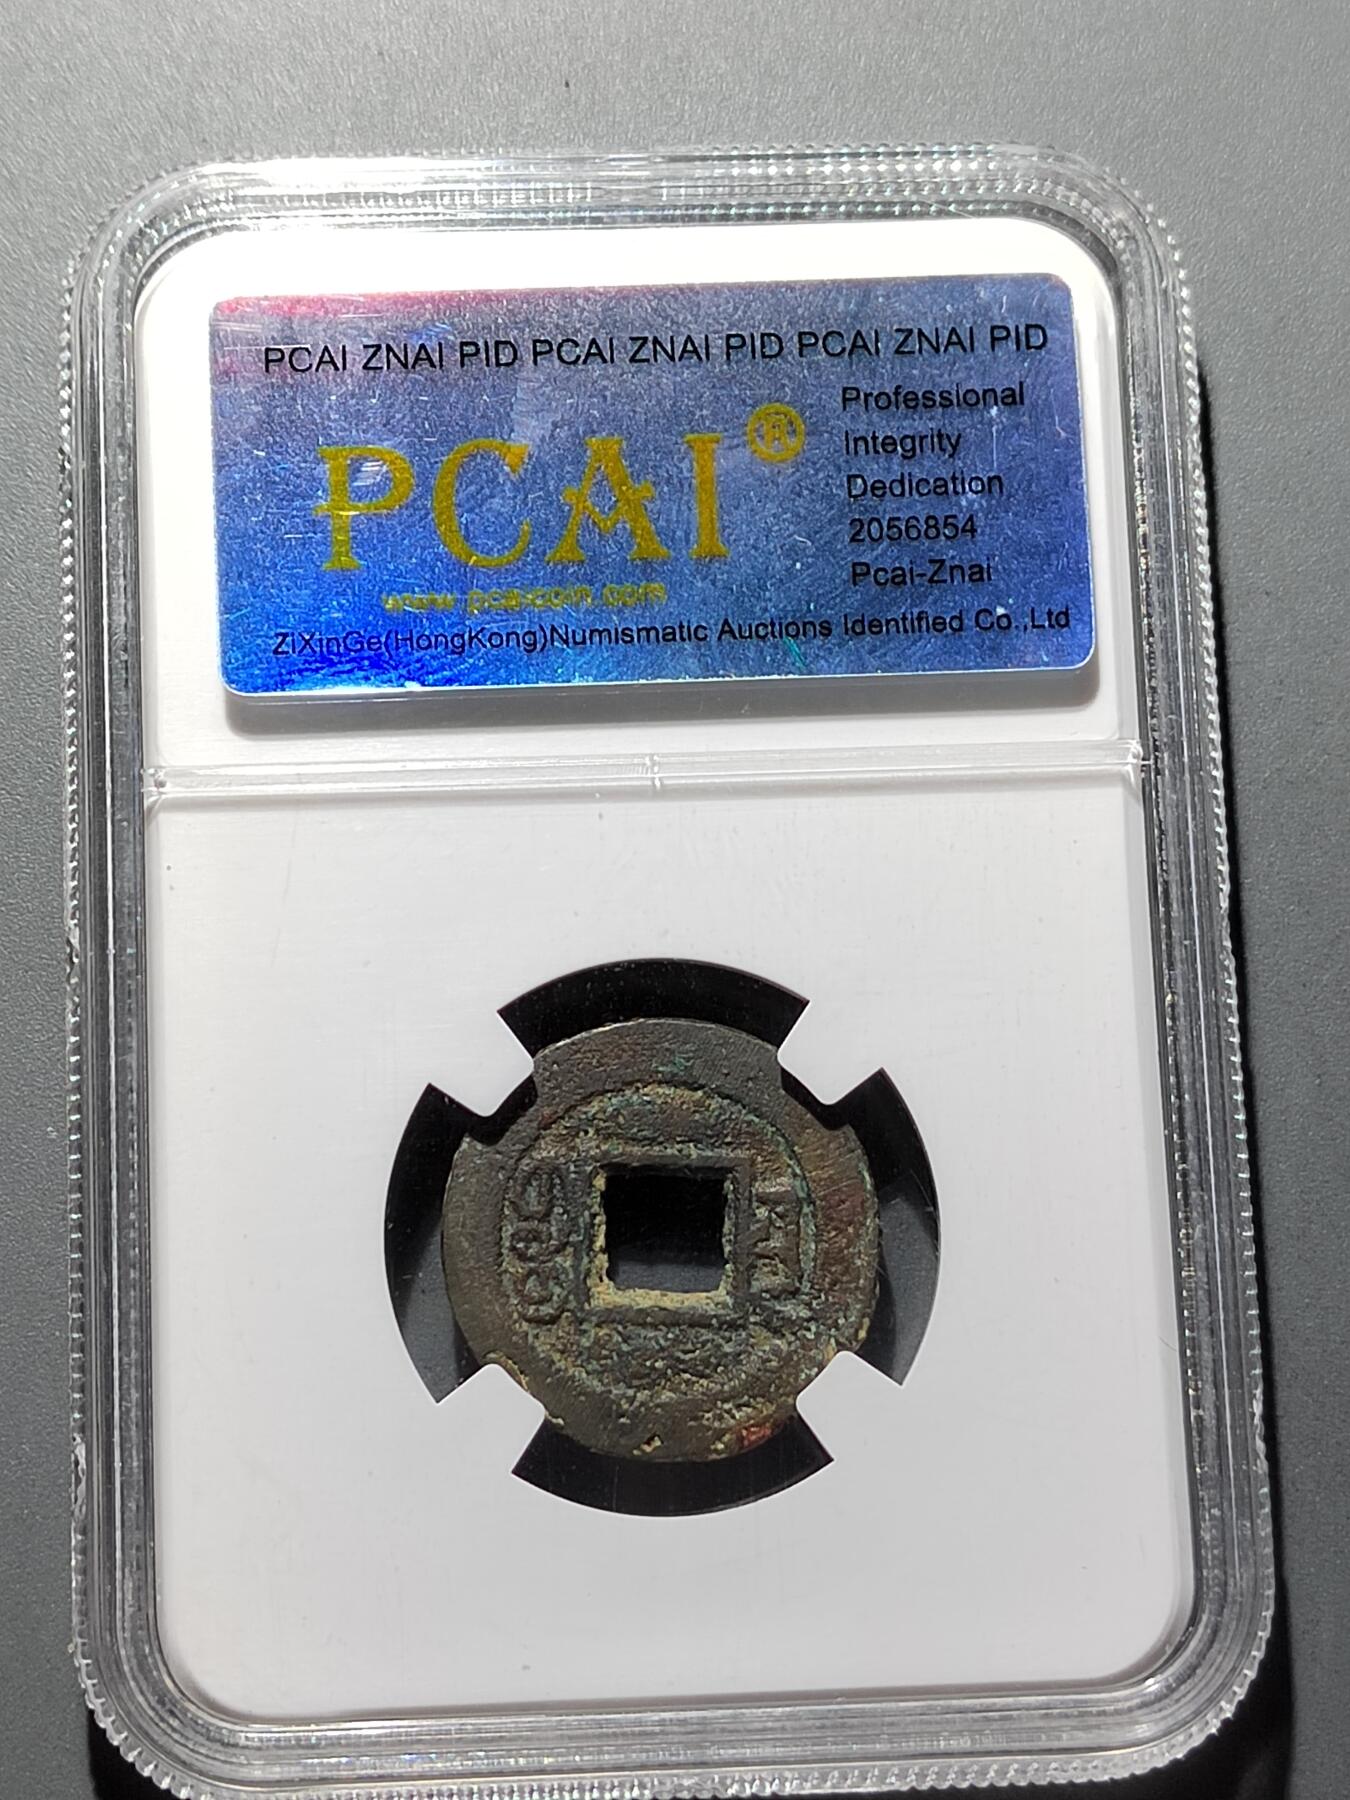 PCAI ZNAI PID PCAI ZNAI PID PCAI ZNAI PID
PCAI®
www.pcaicoin.com
Professional
Integrity
Dedication
2056854
Pcai-Znai
ZiXinGe(HongKong)Numismatic Auctions Identified Co.,Ltd